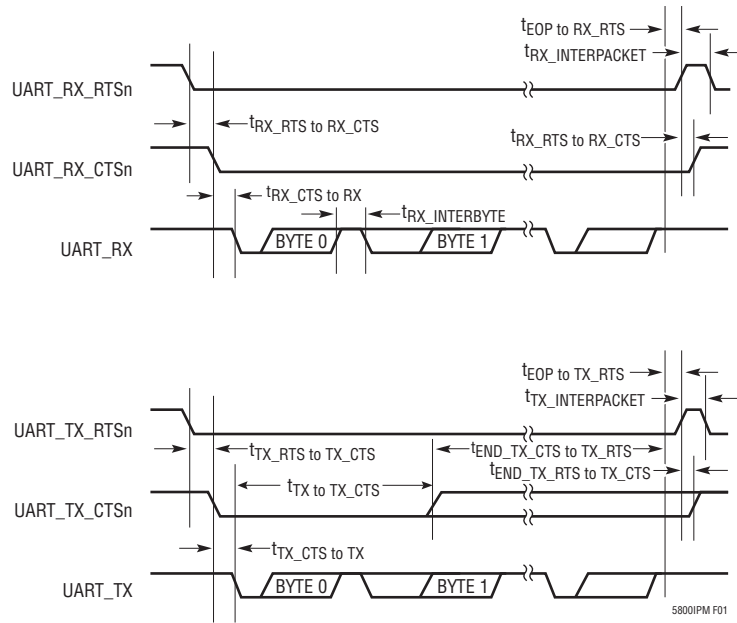 tEOP to RX_RTS
tRX_INTERPACKET
UART_RX_RTSn
tRX_RTS to RX_CTS
tRX_RTS to RX_CTS
UART_RX_CTSn
tRX_CTS to RX
tRX_INTERBYTE
UART_RX
BYTE 0
BYTE 1
tEOP to TX_RTS
tTX_INTERPACKET
UART_TX_RTSn
tTX_RTS to TX_CTS
tEND_TX_CTS to TX_RTS
tEND_TX_RTS to TX_CTS
tTX to TX_CTS
UART_TX_CTSn
tTX_CTS to TX
UART_TX
BYTE 0
BYTE 1
5800IPM F01